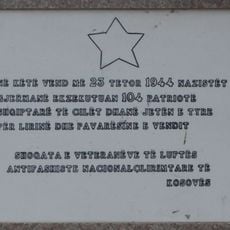 NË KËTË VEND MË 23 TETOR 1944 NAZISTËT
GJERMANË EKZEKUTUAN 104 PATRIOTË
SHQIPTARË TË CILËT DHANË JETËN E TYRE
PËR LIRINË DHE PAVARËSINË E VENDIT
SHOQATA E VETERANËVE TË LUFTËS
ANTIFASHISTE NACIONALÇLIRIMTARE TË
KOSOVËS